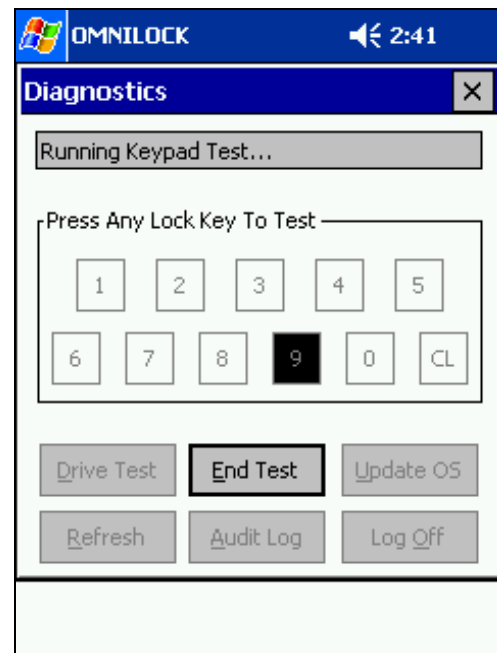 OMNILOCK 2:41
Diagnostics
Running Keypad Test...
Press Any Lock Key To Test
1 2 3 4 5
6 7 8 9 0 CL
Drive Test End Test Update OS
Refresh Audit Log Log Off